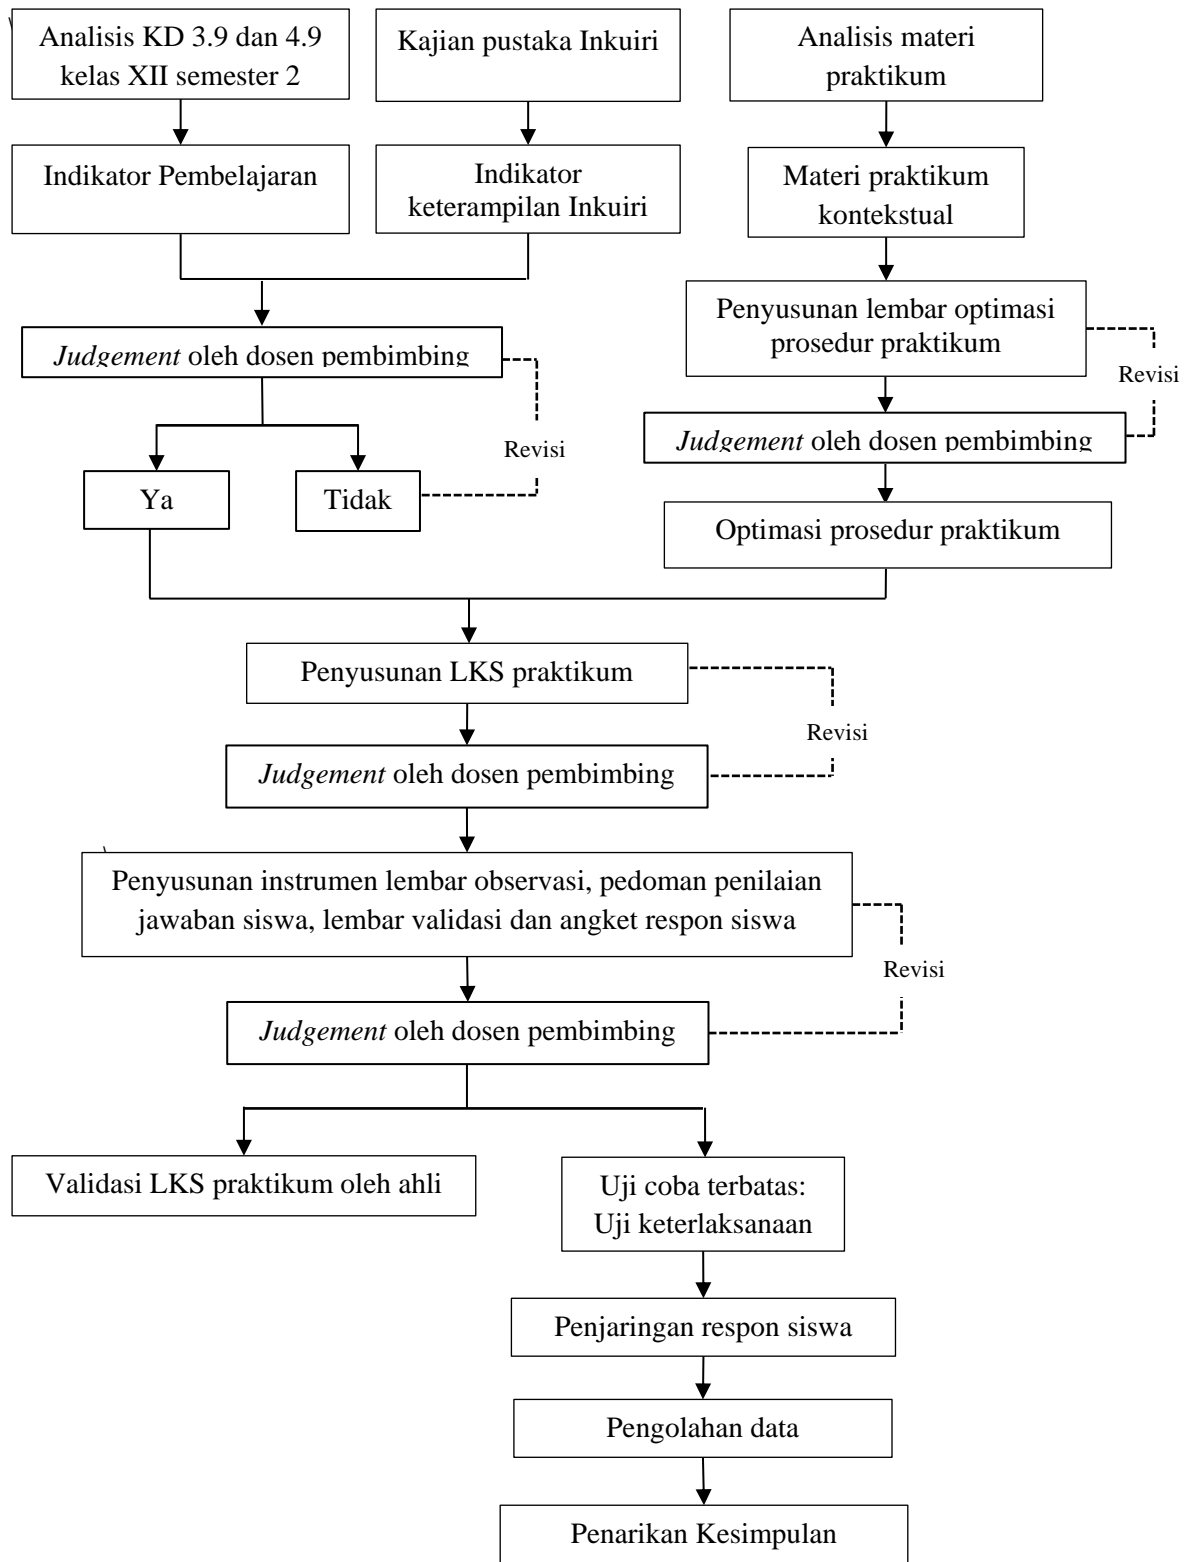 Analisis KD 3.9 dan 4.9
kelas XII semester 2
Kajian pustaka Inkuiri
Analisis materi
praktikum
Indikator Pembelajaran
Indikator
keterampilan Inkuiri
Materi praktikum
kontekstual
Penyusunan lembar optimasi
prosedur praktikum
Revisi
Judgement oleh dosen pembimbing
Revisi
Judgement oleh dosen pembimbing
Ya
Tidak
Optimasi prosedur praktikum
Penyusunan LKS praktikum
Revisi
Judgement oleh dosen pembimbing
Penyusunan instrumen lembar observasi, pedoman penilaian
jawaban siswa, lembar validasi dan angket respon siswa
Revisi
Judgement oleh dosen pembimbing
Validasi LKS praktikum oleh ahli
Uji coba terbatas:
Uji keterlaksanaan
Penjaringan respon siswa
Pengolahan data
Penarikan Kesimpulan